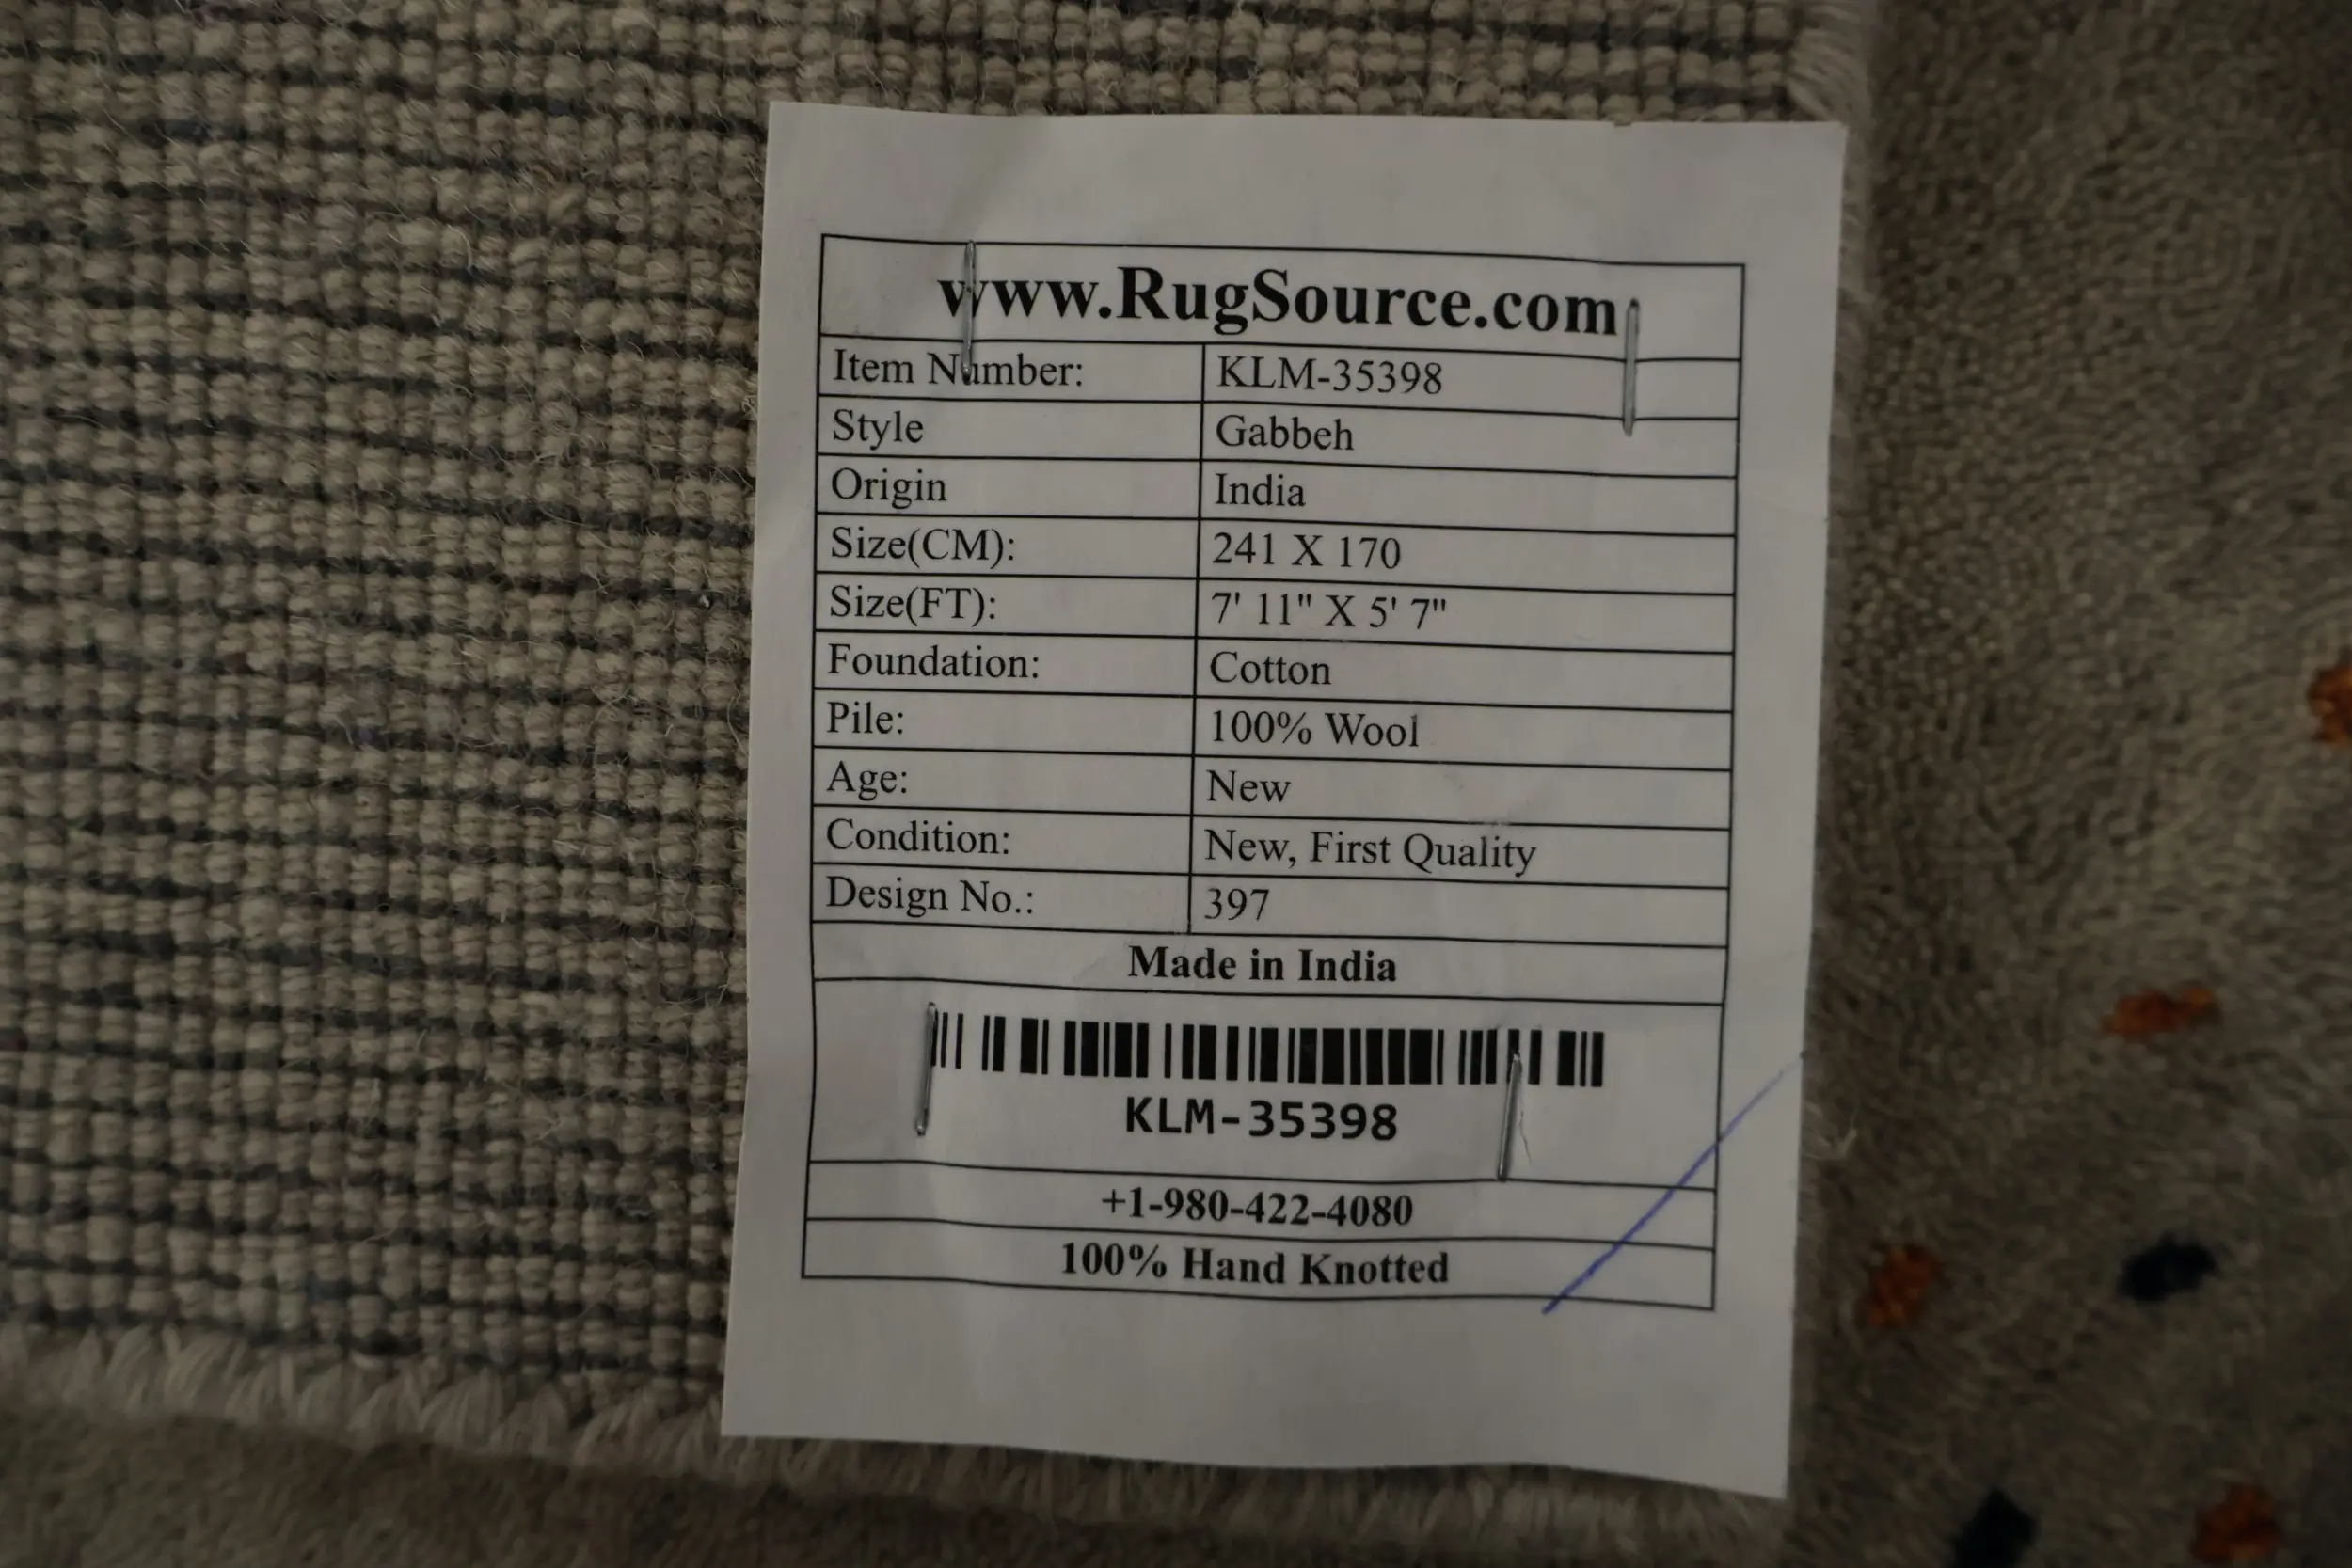 www.RugSource.com
Item Number: KLM-35398
Style Gabbeh
Origin India
Size(CM): 241 X 170
Size(FT): 7' 11" X 5' 7"
Foundation: Cotton
Pile: 100% Wool
Age: New
Condition: New, First Quality
Design No.: 397
Made in India
KLM-35398
+1-980-422-4080
100% Hand Knotted